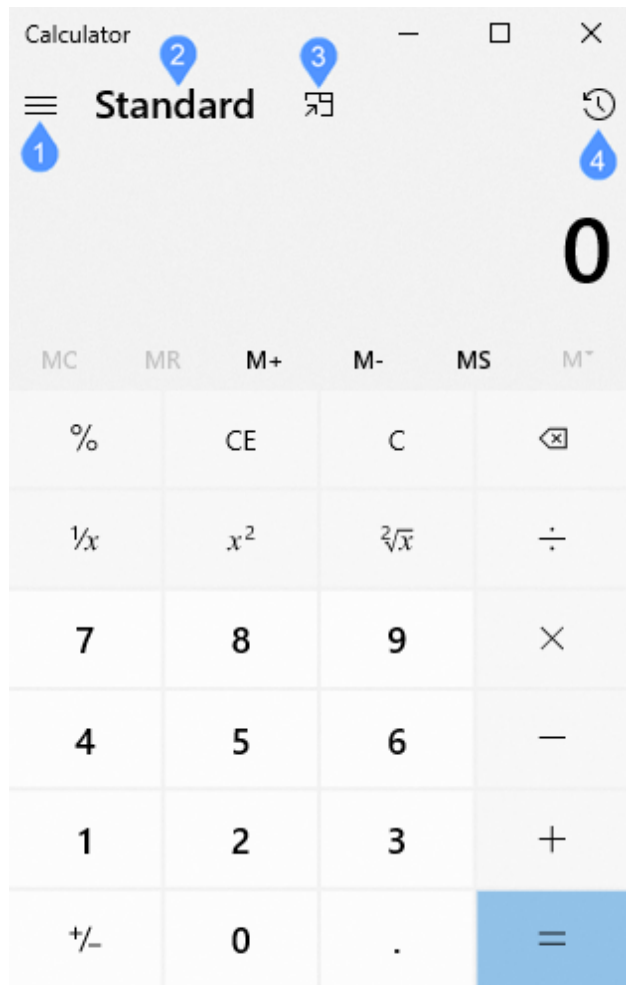 Calculator
2 3
Standard
1 4
0
MC MR M+ M- MS M
% CE C
1/x x² ²√x ÷
7 8 9 ×
4 5 6 −
1 2 3 +
+/− 0 . =